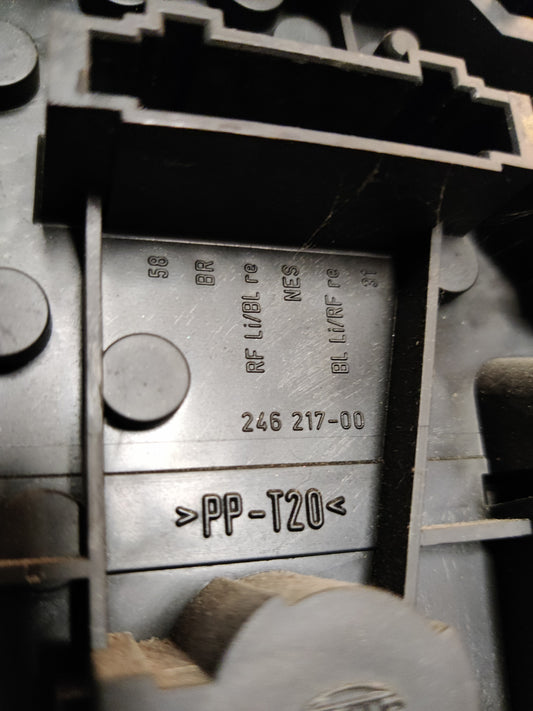 58
BR
RF Li/BL re
NES
BL Li/RF re
31
246 217-00
>PP-T20<